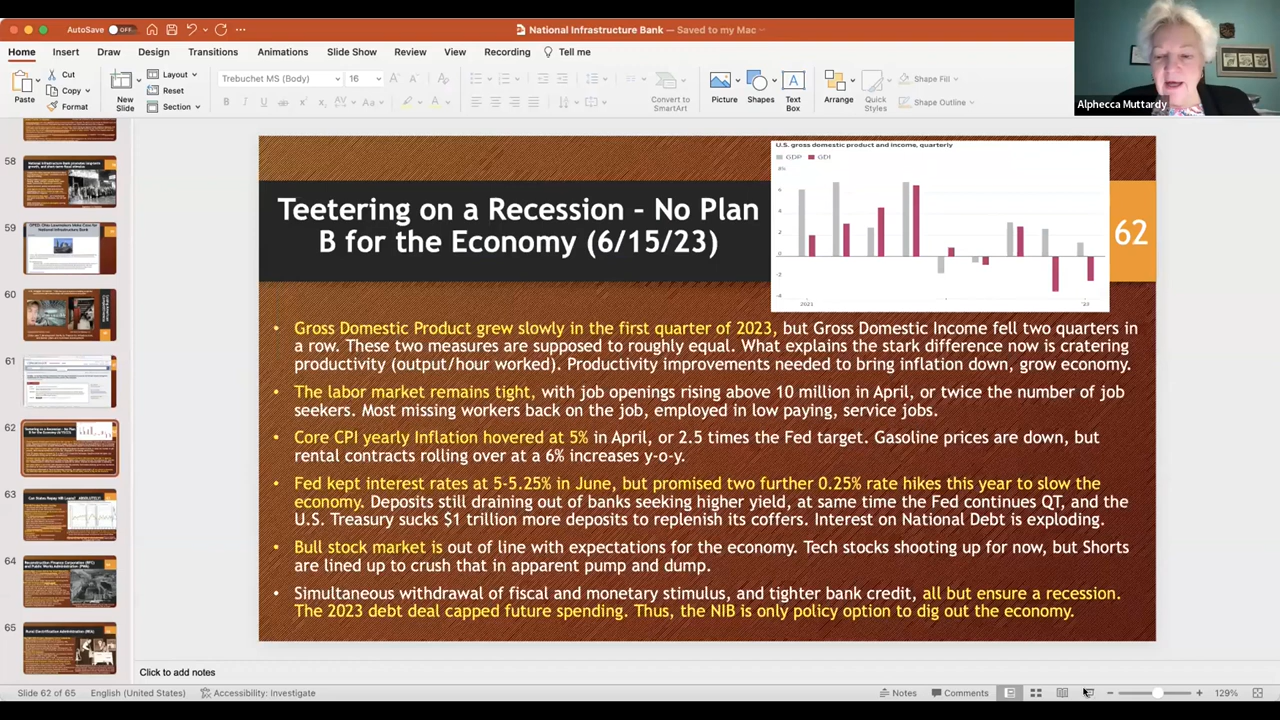 AutoSave OFF
National Infrastructure Bank — Saved to my Mac
Home Insert Draw Design Transitions Animations Slide Show Review View Recording Tell me
Paste
Cut
Copy
Format
New Slide
Layout
Reset
Section
Trebuchet MS (Body) 16
Convert to SmartArt
Picture
Shapes
Text Box
Arrange
Quick Styles
Shape Fill
Shape Outline
Alphecca Muttardy
58
59
60
61
62
63
64
65
Teetering on a Recession – No Plan
B for the Economy (6/15/23)
U.S. gross domestic product and income, quarterly
GDP GDI
8%
6
4
2
0
-2
-4
2021 '23
62
• Gross Domestic Product grew slowly in the first quarter of 2023, but Gross Domestic Income fell two quarters in
a row. These two measures are supposed to roughly equal. What explains the stark difference now is cratering
productivity (output/ Productivity improvement needed to bring inflation down, grow economy.
• The labor market remains tight, with job openings rising above 10 million in April, or twice the number of job
seekers. Most missing workers back on the job, employed in low paying, service jobs.
• Core CPI yearly Inflation hovered at 5% in April, or 2.5 times the Fed target. Gasoline prices are down, but
rental contracts rolling over at a 6% increases y-o-y.
• Fed kept interest rates at 5-5.25% in June, but promised two further 0.25% rate hikes this year to slow the
economy. Deposits still draining out of banks seeking higher yield, at same time the Fed continues QT, and the
U.S. Treasury sucks $1 trillion more deposits to replenish its coffers. Interest on National Debt is exploding.
• Bull stock market is out of line with expectations for the economy. Tech stocks shooting up for now, but Shorts
are lined up to crush that in apparent pump and dump.
• Simultaneous withdrawal of fiscal and monetary stimulus, and tighter bank credit, all but ensure a recession.
The 2023 debt deal capped future spending. Thus, the NIB is only policy option to dig out the economy.
Click to add notes
Slide 62 of 65 English (United States) Accessibility: Investigate Notes Comments 129%